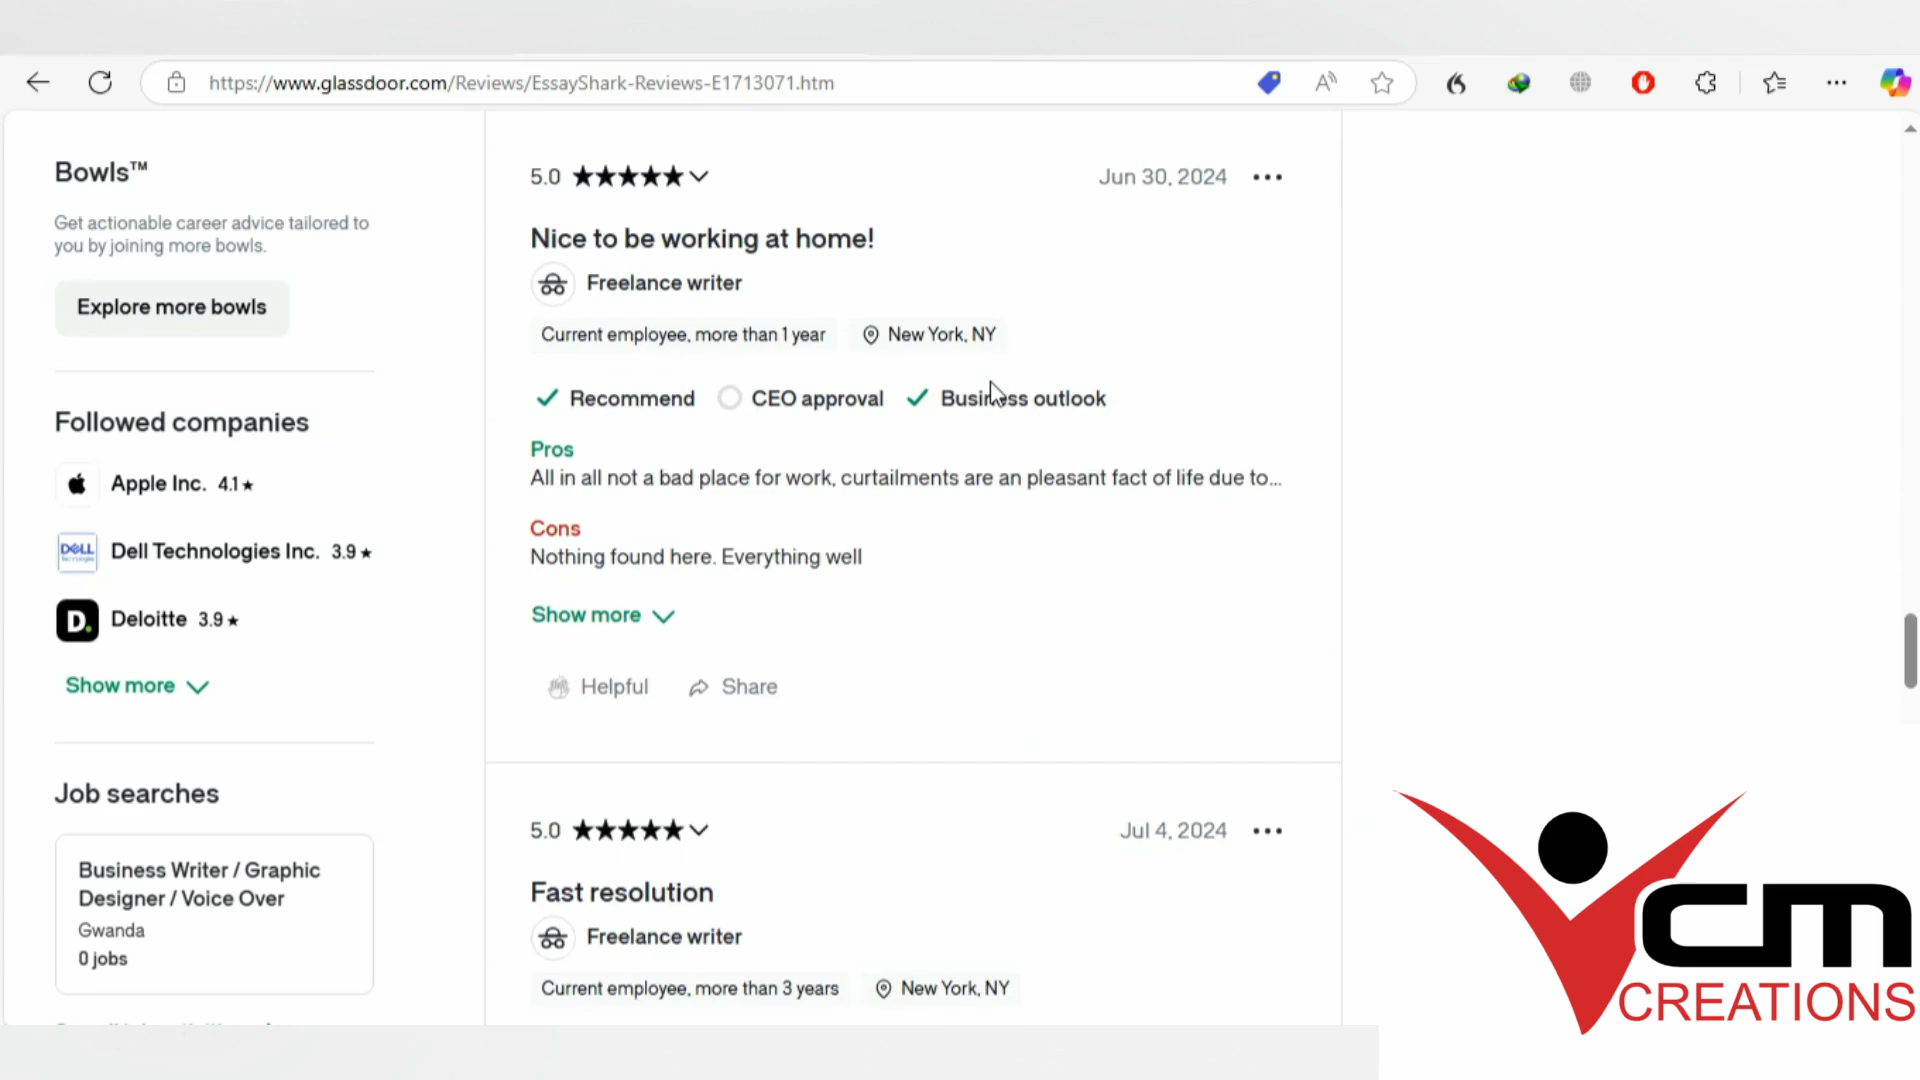 https://www.glassdoor.com/Reviews/EssayShark-Reviews-E1713071.htm
Bowls™
Get actionable career advice tailored to
you by joining more bowls.
Explore more bowls
Followed companies
Apple Inc. 4.1 ★
DELL
Dell Technologies Inc. 3.9 ★
D.
Deloitte 3.9 ★
Show more
Job searches
Business Writer / Graphic
Designer / Voice Over
Gwanda
0 jobs
5.0 ★★★★★ Jun 30, 2024
Nice to be working at home!
Freelance writer
Current employee, more than 1 year New York, NY
Recommend CEO approval Business outlook
Pros
All in all not a bad place for work, curtailments are an pleasant fact of life due to...
Cons
Nothing found here. Everything well
Show more
Helpful Share
5.0 ★★★★★ Jul 4, 2024
Fast resolution
Freelance writer
Current employee, more than 3 years New York, NY
cm
CREATIONS